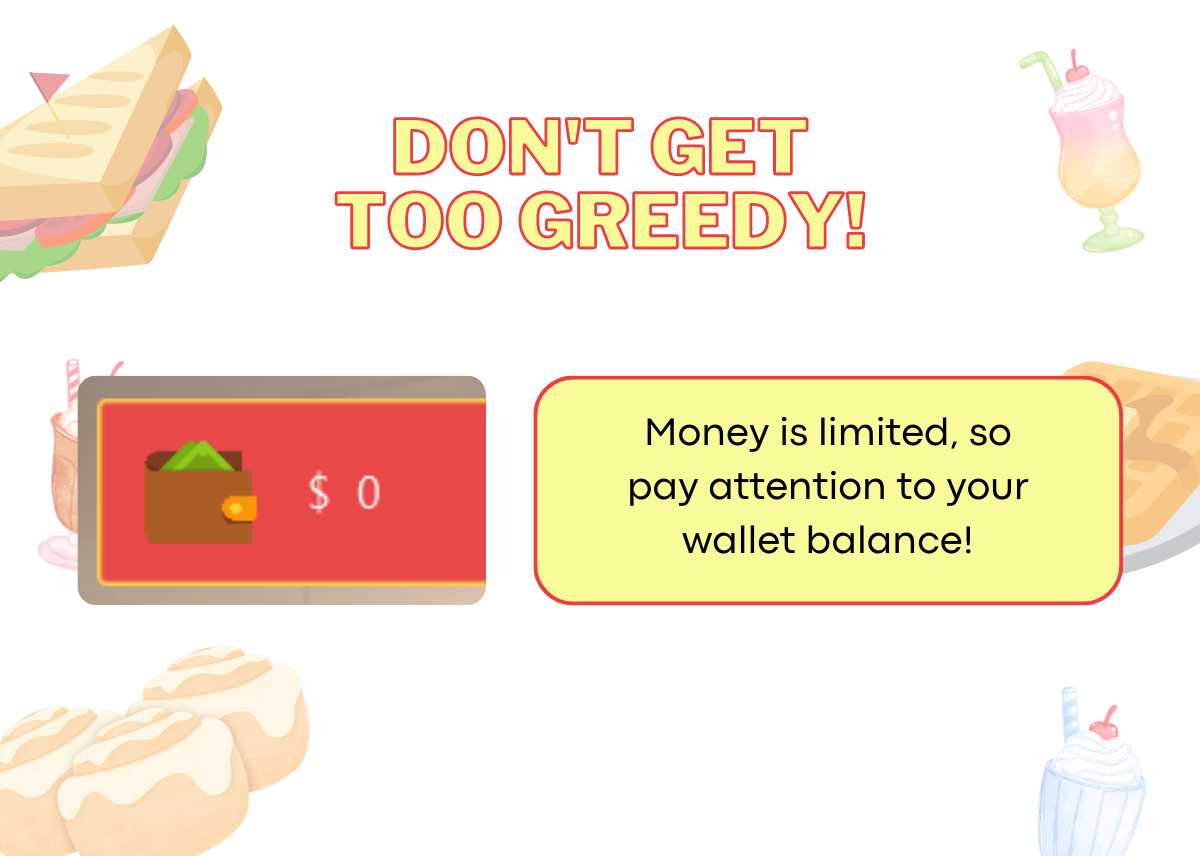 DON'T GET
TOO GREEDY!
$ 0
Money is limited, so
pay attention to your
wallet balance!